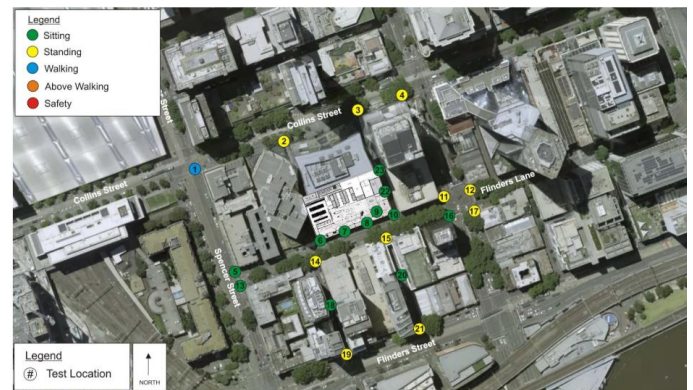 Legend
Sitting
Standing
Walking
Above Walking
Safety
Street
Collins Street
4
3
2
1
Collins Street
23
22
12
Flinders Lane
11
9
10
16
17
8
7
6
15
14
5
Spencer Street
13
20
18
21
19
Flinders Street
Legend
# Test Location
NORTH